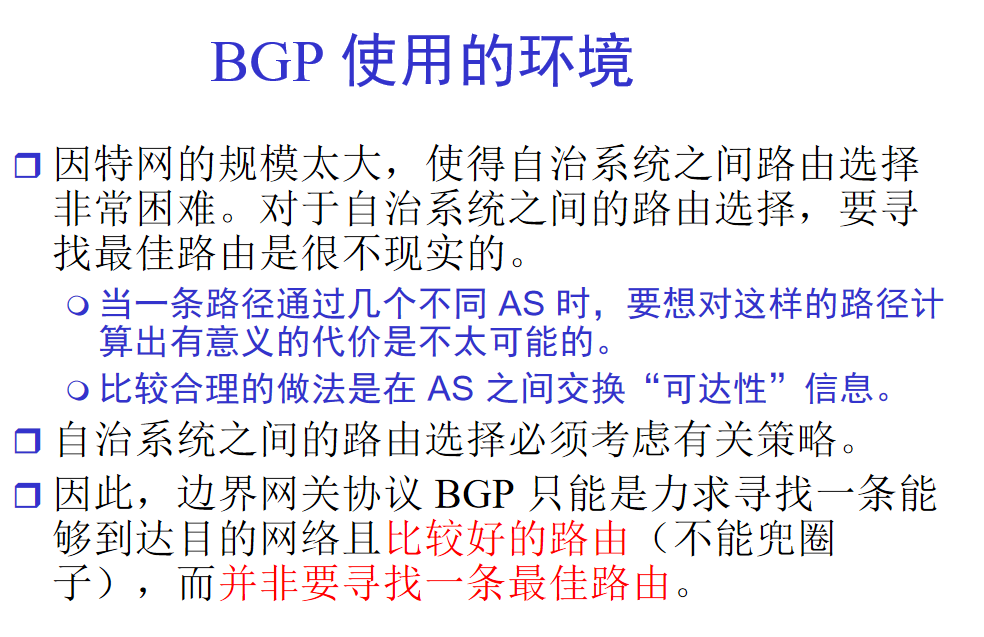 BGP 使用的环境
因特网的规模太大，使得自治系统之间路由选择
非常困难。对于自治系统之间的路由选择，要寻
找最佳路由是很不现实的。
当一条路径通过几个不同 AS 时，要想对这样的路径计
算出有意义的代价是不太可能的。
比较合理的做法是在 AS 之间交换“可达性”信息。
自治系统之间的路由选择必须考虑有关策略。
因此，边界网关协议 BGP 只能是力求寻找一条能
够到达目的网络且比较好的路由（不能兜圈
子），而并非要寻找一条最佳路由。